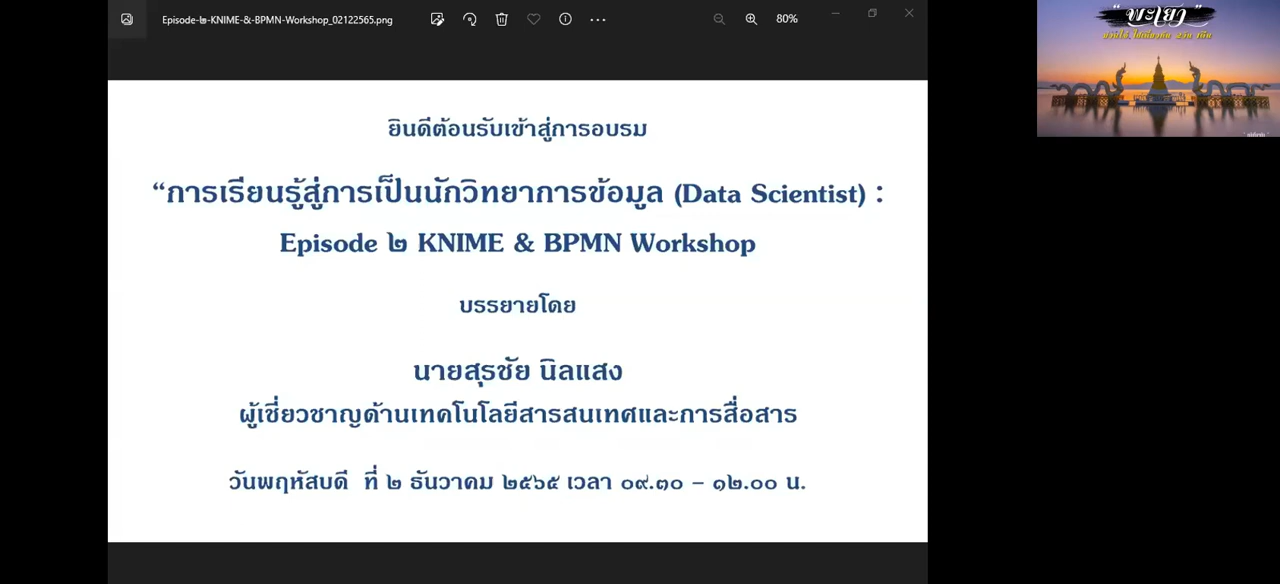 Episode-๒-KNIME-&-BPMN-Workshop_02122565.png
80%
ยินดีต้อนรับเข้าสู่การอบรม
“การเรียนรู้สู่การเป็นนักวิทยาการข้อมูล (Data Scientist) :
Episode ๒ KNIME & BPMN Workshop
บรรยายโดย
นายสุรชัย นิลแสง
ผู้เชี่ยวชาญด้านเทคโนโลยีสารสนเทศและการสื่อสาร
วันพฤหัสบดี ที่ ๒ ธันวาคม ๒๕๖๕ เวลา ๐๙.๓๐ – ๑๒.๐๐ น.
“พะเยา”